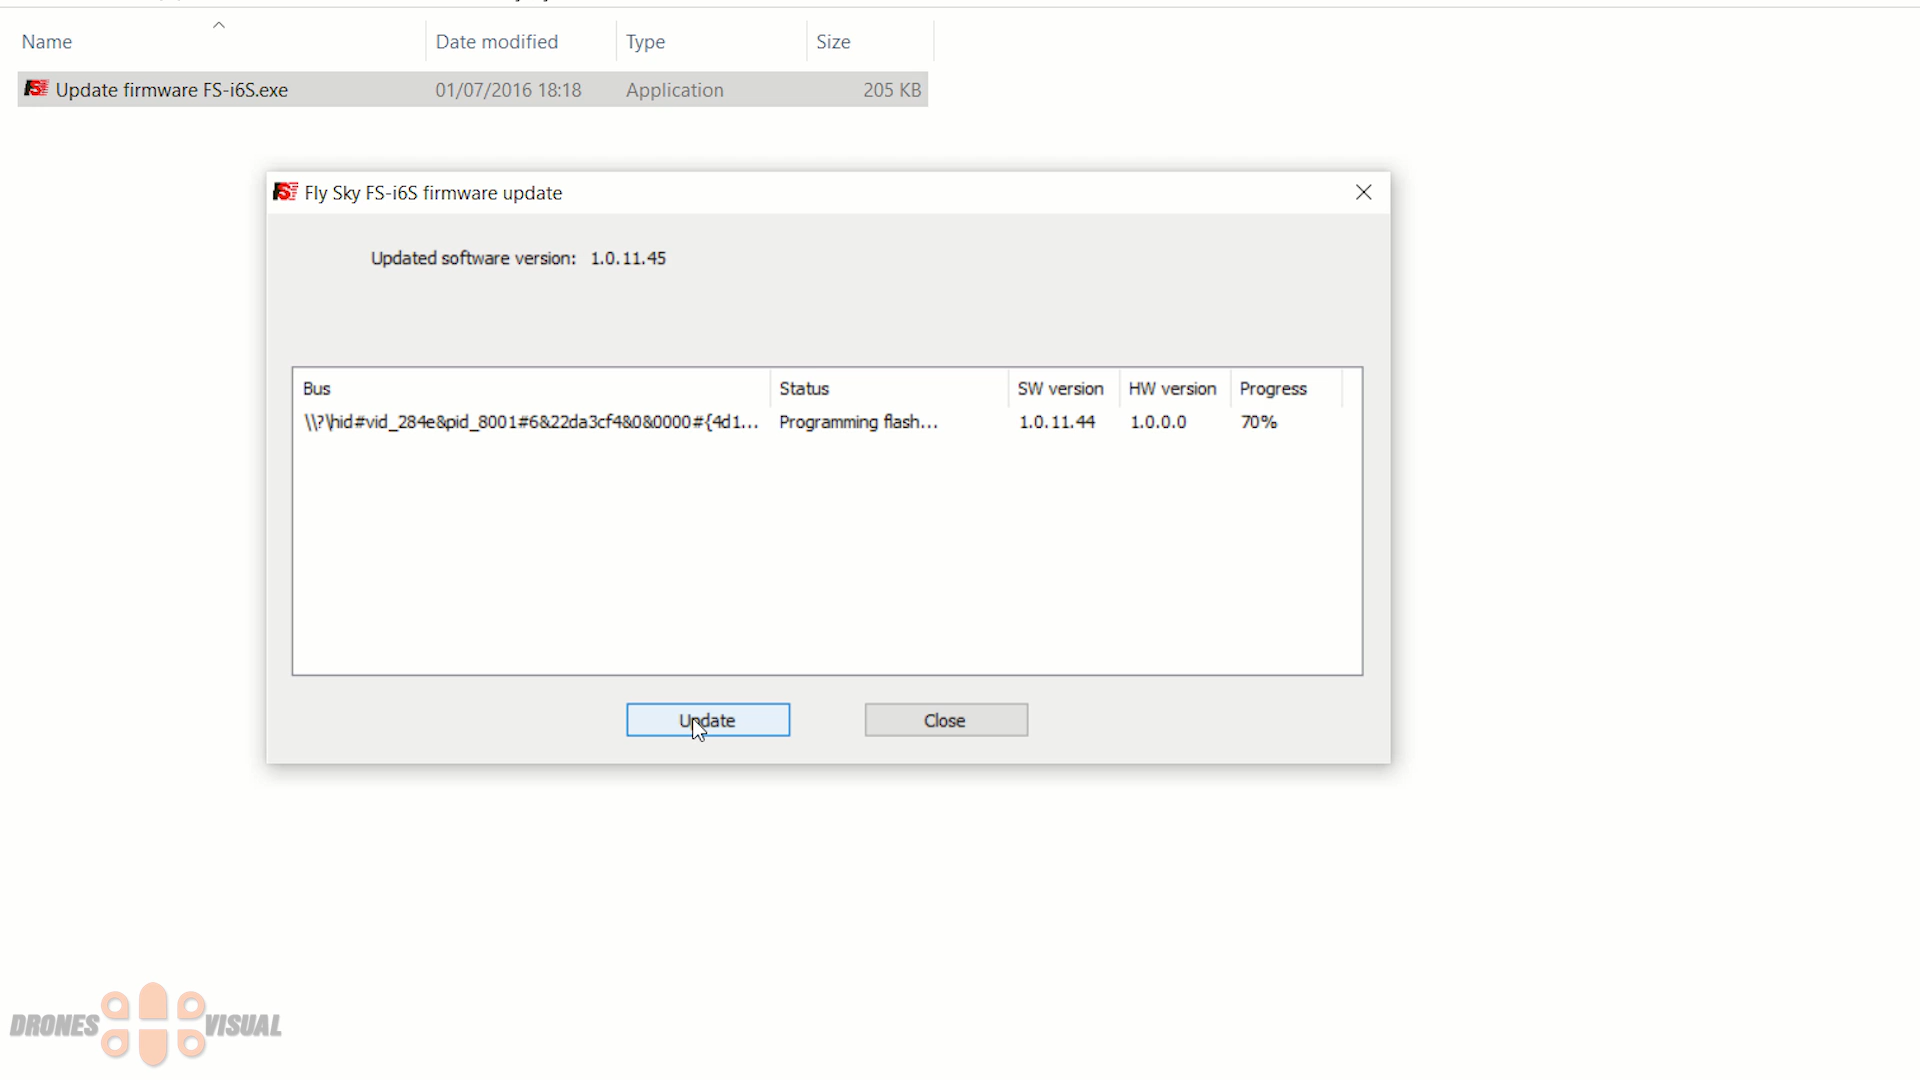 Name Date modified Type Size
Update firmware FS-i6S.exe 01/07/2016 18:18 Application 205 KB
Fly Sky FS-i6S firmware update
Updated software version: 1.0.11.45
Bus Status SW version HW version Progress
\\?\hid#vid_284e&pid_8001#6&22da3cf4&0&0000#{4d1... Programming flash... 1.0.11.44 1.0.0.0 70%
Update Close
DRONES VISUAL